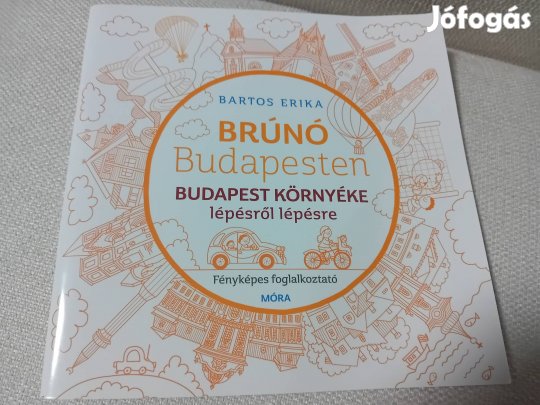 Jófogás
BARTOS ERIKA
BRÚNÓ
Budapesten
BUDAPEST KÖRNYÉKE
lépésről lépésre
Fényképes foglalkoztató
MÓRA